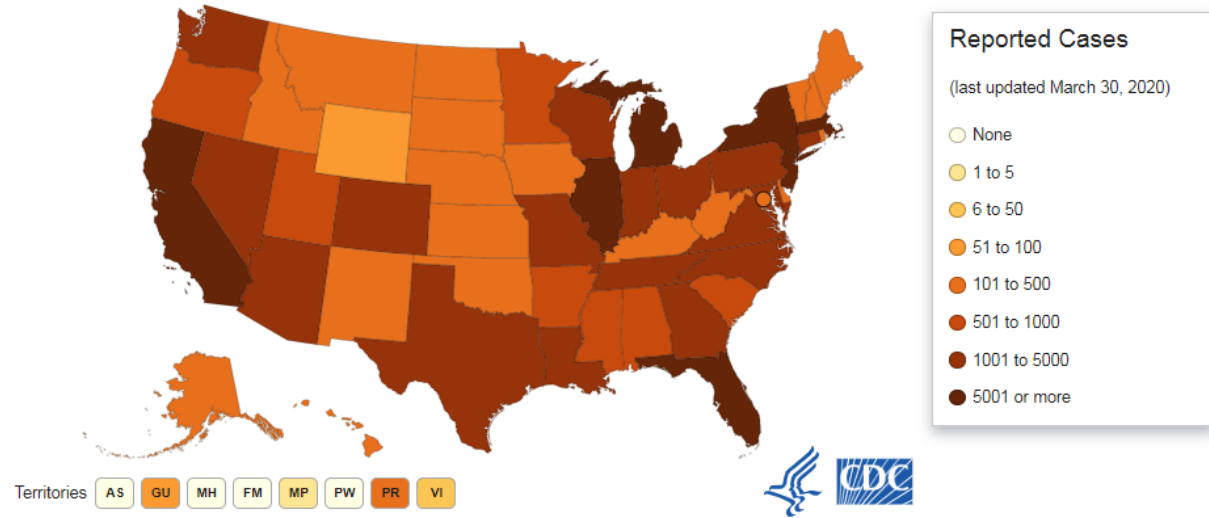 Reported Cases
(last updated March 30, 2020)
None
1 to 5
6 to 50
51 to 100
101 to 500
501 to 1000
1001 to 5000
5001 or more
Territories AS GU MH FM MP PW PR VI
CDC